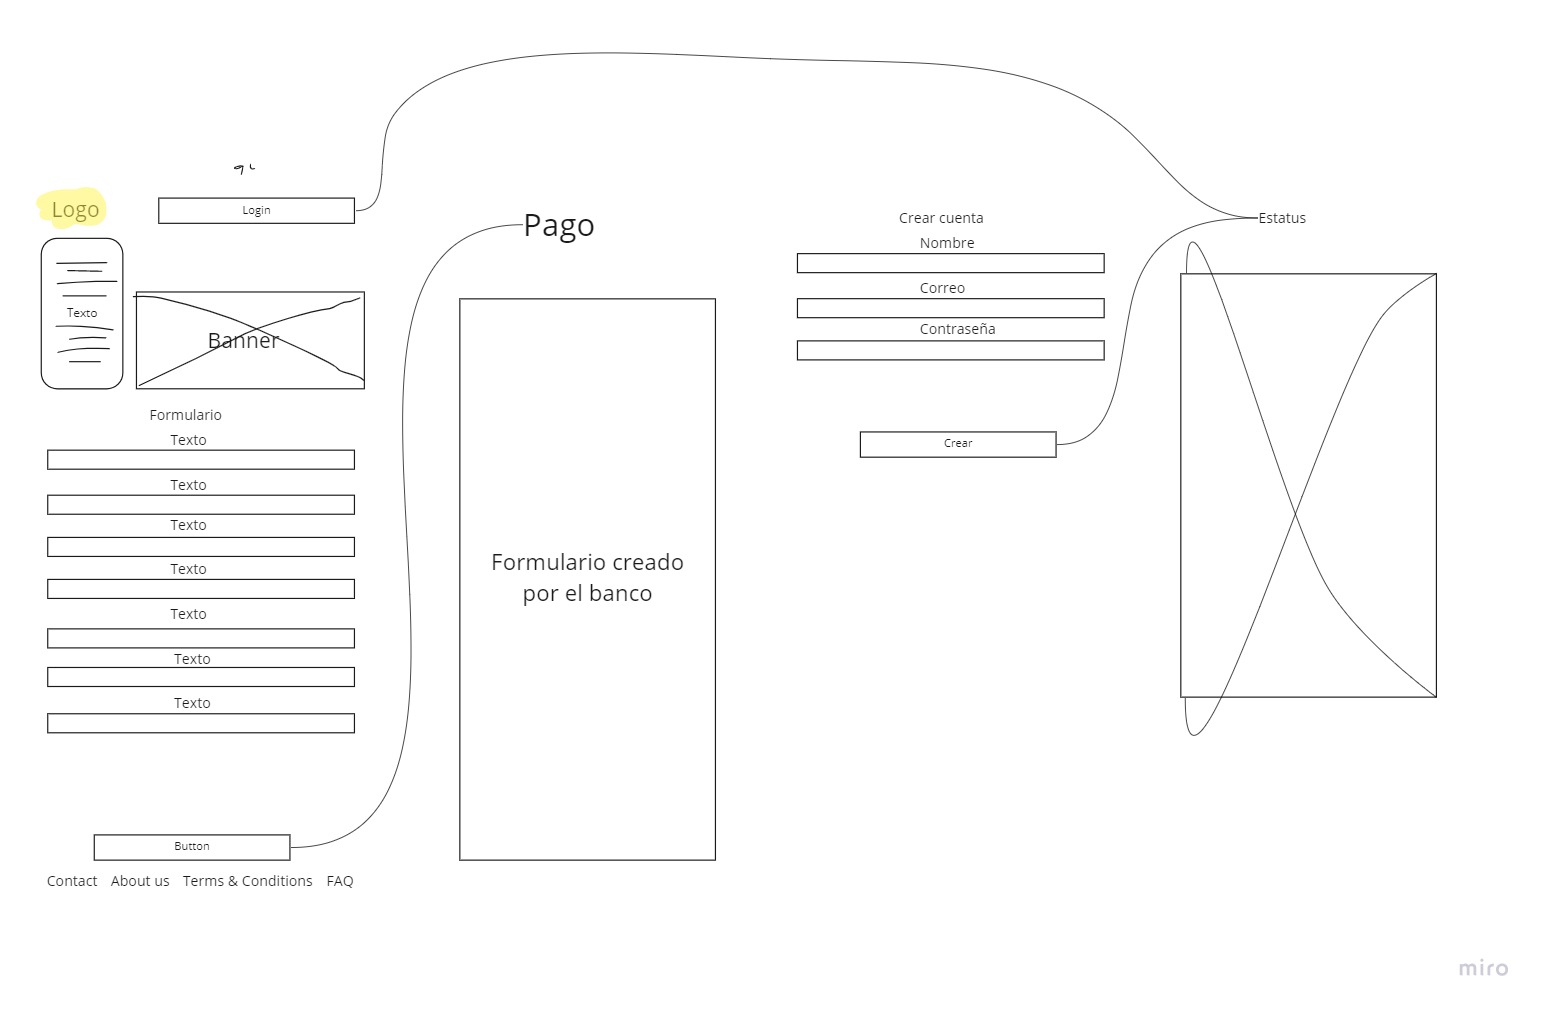 Logo
Login
Texto
Banner
Formulario
Texto
Texto
Texto
Texto
Texto
Texto
Texto
Button
Contact About us Terms & Conditions FAQ
Pago
Formulario creado
por el banco
Crear cuenta
Nombre
Correo
Contraseña
Crear
Estatus
miro